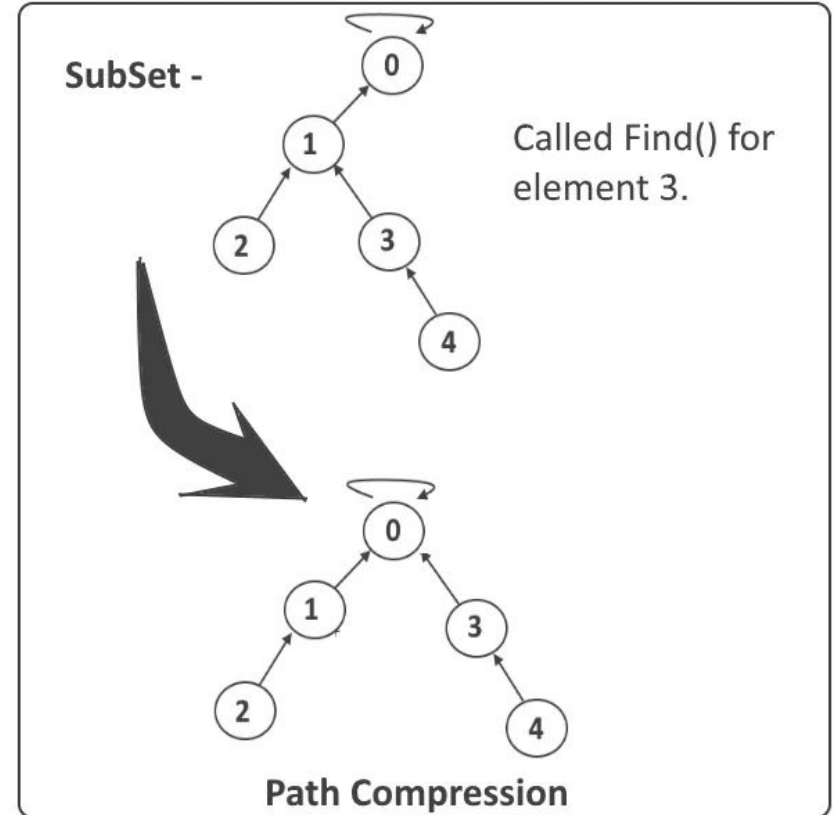 0
SubSet -
1
Called Find() for
element 3.
2
3
4
0
1
3
2
4
Path Compression